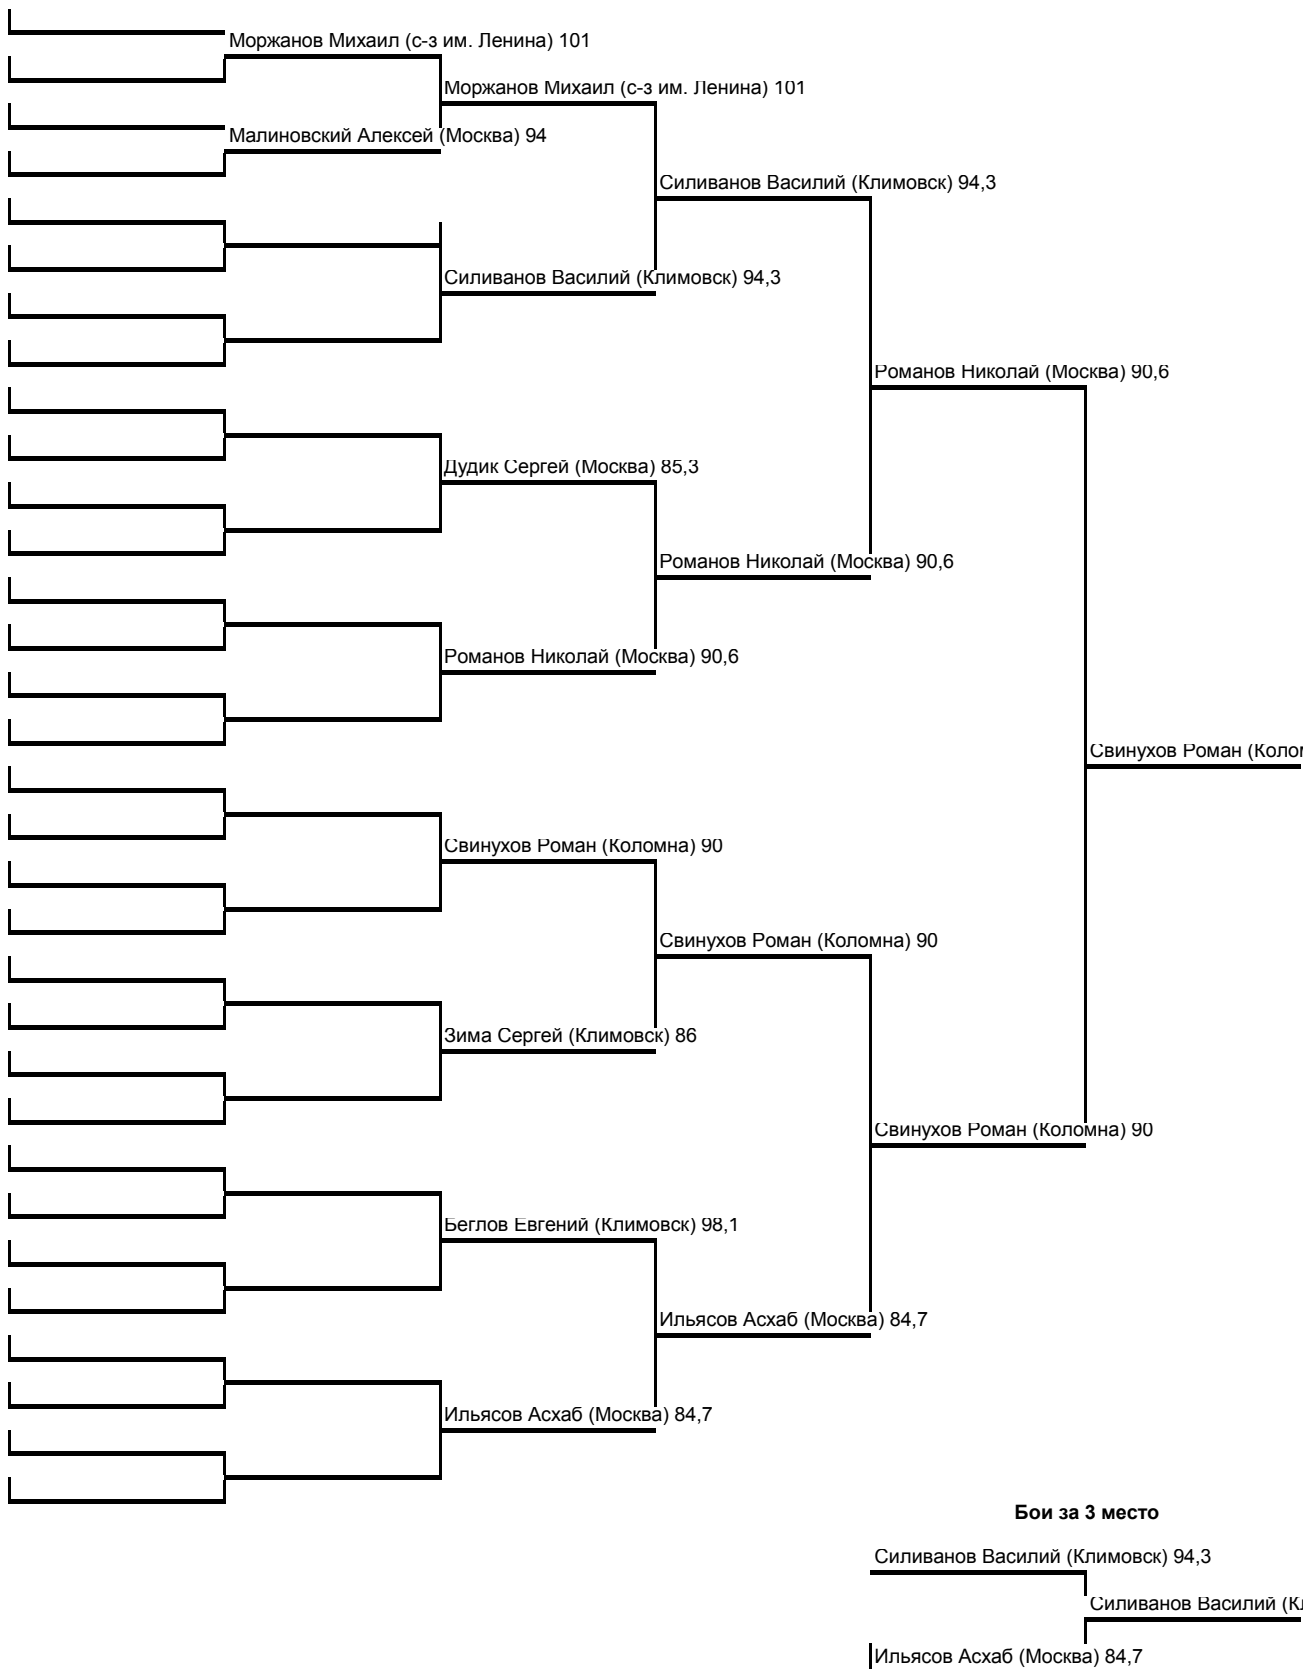 Моржанов Михаил (с-з им. Ленина) 101
Моржанов Михаил (с-з им. Ленина) 101
Малиновский Алексей (Москва) 94
Силиванов Василий (Климовск) 94,3
Силиванов Василий (Климовск) 94,3
Романов Николай (Москва) 90,6
Дудик Сергей (Москва) 85,3
Романов Николай (Москва) 90,6
Романов Николай (Москва) 90,6
Свинухов Роман
Свинухов Роман (Коломна) 90
Свинухов Роман (Коломна) 90
Зима Сергей (Климовск) 86
Свинухов Роман (Коломна) 90
Беглов Евгений (Климовск) 98,1
Ильясов Асхаб (Москва) 84,7
Ильясов Асхаб (Москва) 84,7
Бои за 3 место
Силиванов Василий (Климовск) 94,3
Силиванов Василий
Ильясов Асхаб (Москва) 84,7